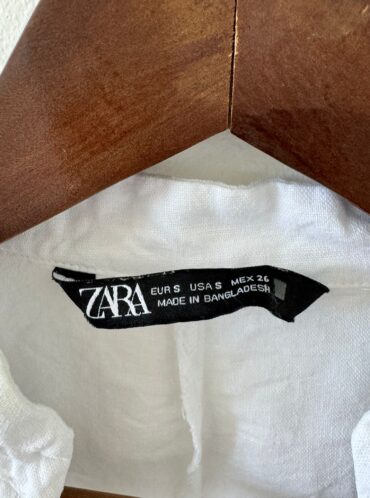 ZARA
EUR S USA S MEX 26
MADE IN BANGLADESH